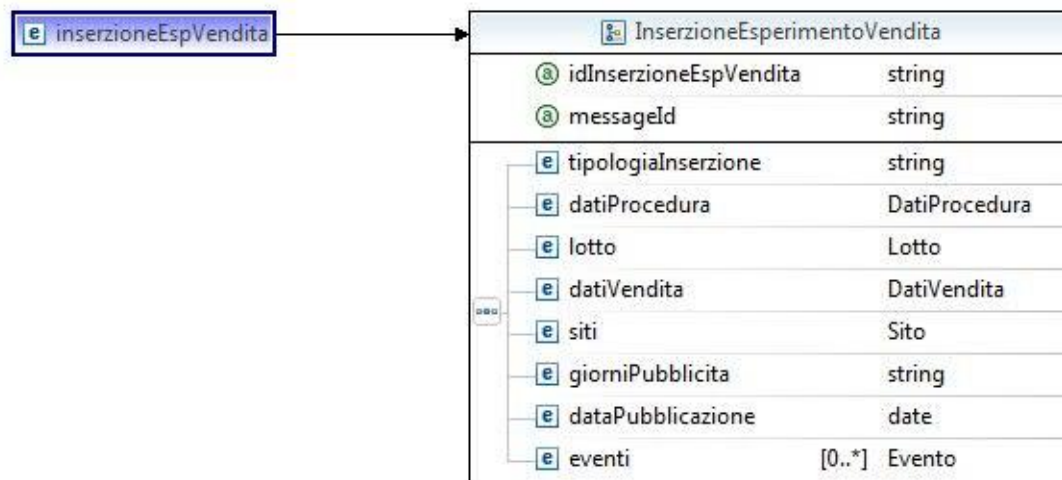 e inserzioneEspVendita
InserzioneEsperimentoVendita
a idInserzioneEspVendita string
a messageId string
e tipologiaInserzione string
e datiProcedura DatiProcedura
e lotto Lotto
e datiVendita DatiVendita
e siti Sito
e giorniPubblicita string
e dataPubblicazione date
e eventi [0..*] Evento